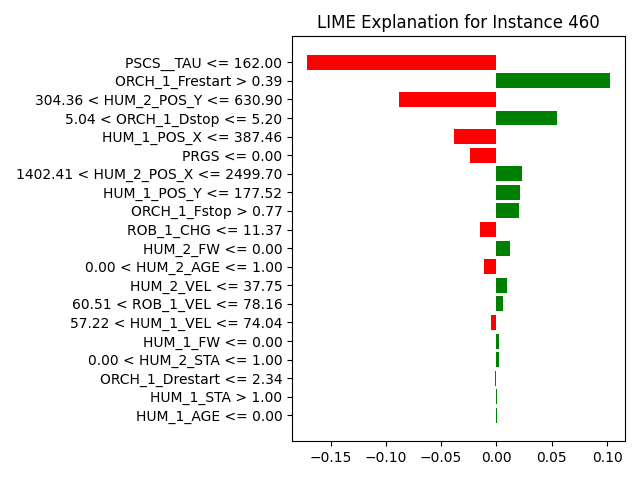 LIME Explanation for Instance 460
PSCS__TAU <= 162.00
ORCH_1_Frestart > 0.39
304.36 < HUM_2_POS_Y <= 630.90
5.04 < ORCH_1_Dstop <= 5.20
HUM_1_POS_X <= 387.46
PRGS <= 0.00
1402.41 < HUM_2_POS_X <= 2499.70
HUM_1_POS_Y <= 177.52
ORCH_1_Fstop > 0.77
ROB_1_CHG <= 11.37
HUM_2_FW <= 0.00
0.00 < HUM_2_AGE <= 1.00
HUM_2_VEL <= 37.75
60.51 < ROB_1_VEL <= 78.16
57.22 < HUM_1_VEL <= 74.04
HUM_1_FW <= 0.00
0.00 < HUM_2_STA <= 1.00
ORCH_1_Drestart <= 2.34
HUM_1_STA > 1.00
HUM_1_AGE <= 0.00
−0.15 −0.10 −0.05 0.00 0.05 0.10